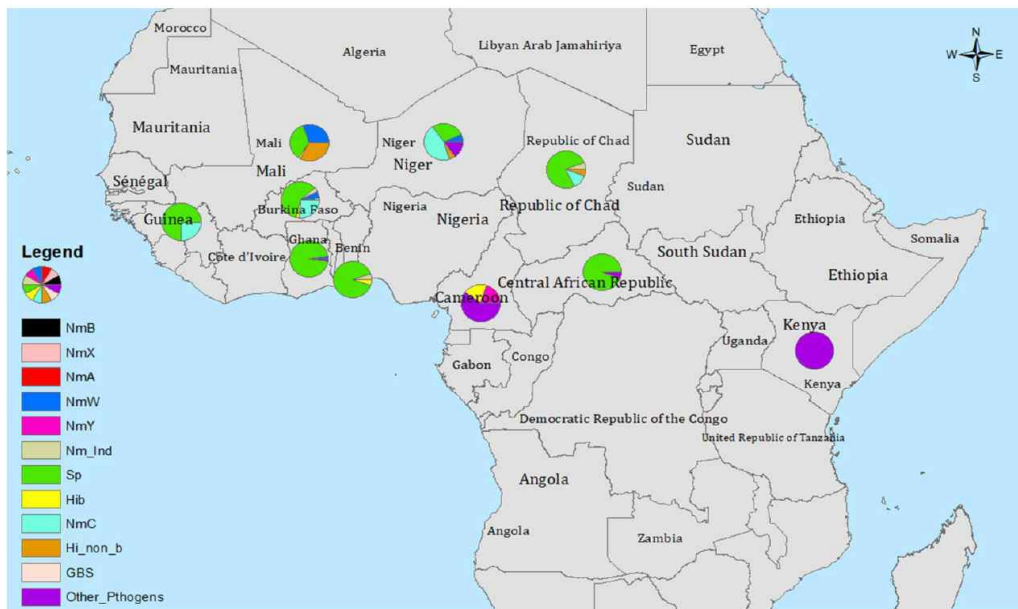 Morocco
Algeria
Libyan Arab Jamahiriya
Egypt
N
W E
S
Mauritania
Mauritania
Mali
Niger
Republic of Chad
Sudan
Mali
Niger
Sénégal
Sudan
Burkina Faso
Nigeria
Nigeria
Republic of Chad
Ethiopia
Guinea
Somalia
Ghana
Benin
South Sudan
Côte d'Ivoire
Ethiopia
Central African Republic
Cameroon
Kenya
Uganda
Gabon
Congo
Kenya
Democratic Republic of the Congo
United Republic of Tanzania
Angola
Angola
Zambia
Legend
NmB
NmX
NmA
NmW
NmY
Nm_Ind
Sp
Hib
NmC
Hi_non_b
GBS
Other_Pthogens